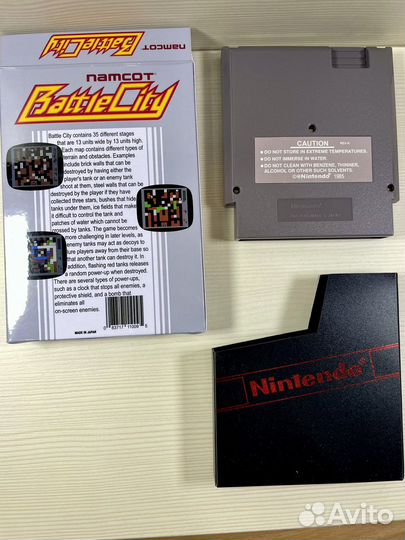 namcot
BattleCity
namcot
BattleCity
Battle City contains 35 different stages
that are 13 units wide by 13 units high.
Each map contains different types of
terrain and obstacles. Examples
include brick walls that can be
destroyed by having either the
player's tank or an enemy tank
shoot at them, steel walls that can be
destroyed by the player if they have
collected three stars, bushes that hide
tanks under them, ice fields that make
it difficult to control the tank and
patches of water which cannot be
crossed by tanks. The game becomes
more challenging in later levels, as
enemy tanks may act as decoys to
lure players away from their base so
that another tank can destroy it. In
addition, flashing red tanks releases
a random power-up when destroyed.
There are several types of power-ups,
such as a clock that stops all enemies, a
protective shield, and a bomb that
eliminates all
on-screen enemies.
0 83717 11009 5
MADE IN JAPAN
CAUTION
REV-A
• DO NOT STORE IN EXTREME TEMPERATURES.
• DO NOT IMMERSE IN WATER.
• DO NOT CLEAN WITH BENZENE, THINNER,
ALCOHOL OR OTHER SUCH SOLVENTS.
©Nintendo® 1985
Nintendo®
Avito